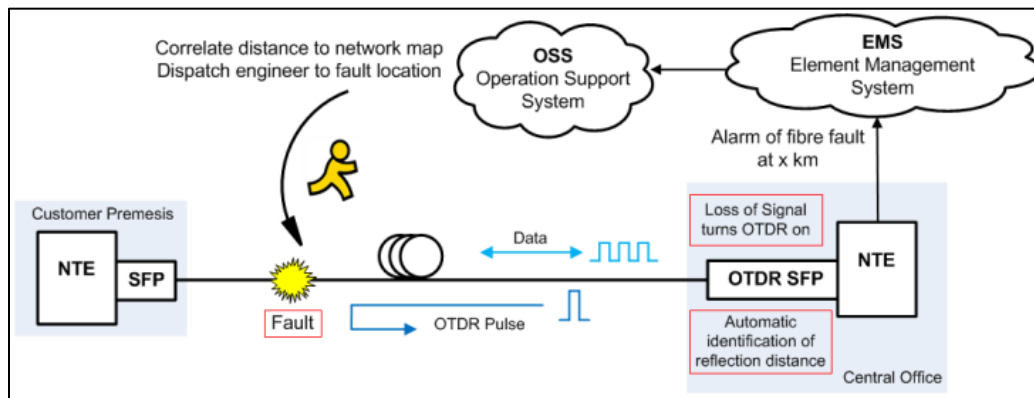 Correlate distance to network map
Dispatch engineer to fault location
OSS
Operation Support
System
EMS
Element Management
System
Alarm of fibre fault
at x km
Customer Premesis
NTE
SFP
Fault
Data
OTDR Pulse
Loss of Signal
turns OTDR on
OTDR SFP
NTE
Automatic
identification of
reflection distance
Central Office